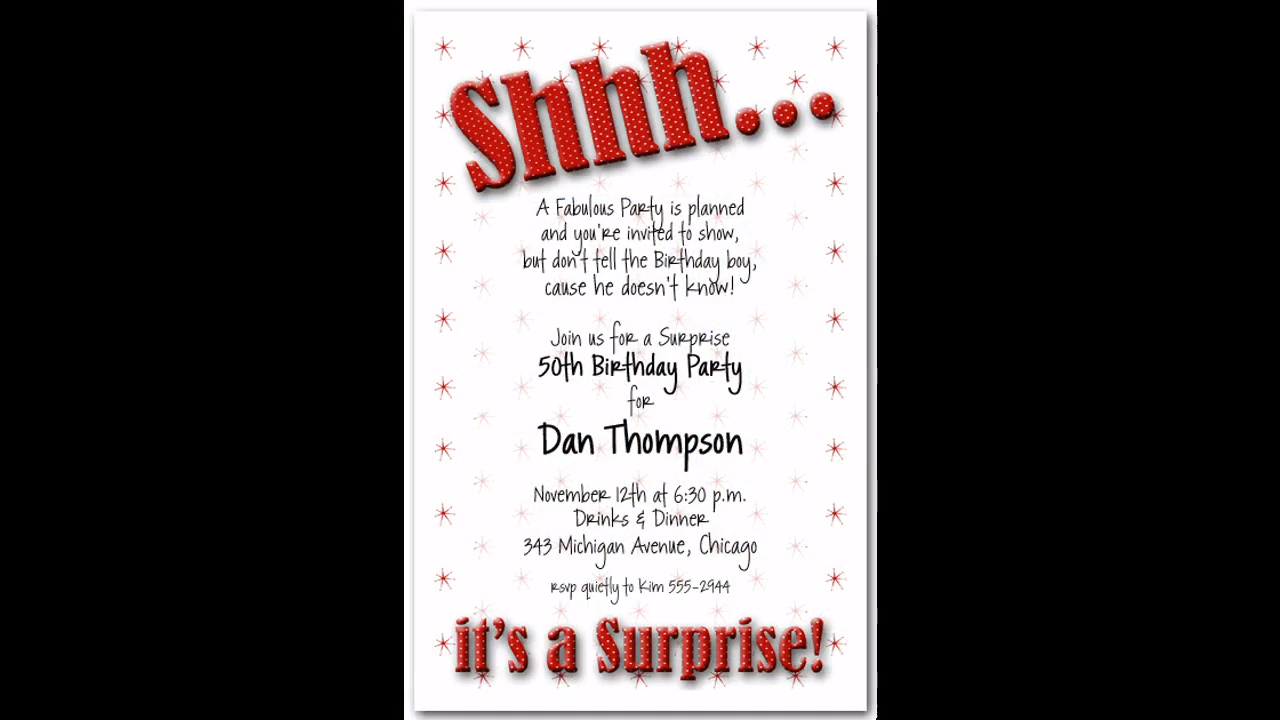 Shhh...
A Fabulous Party is planned
and you're invited to show,
but don't tell the Birthday boy,
cause he doesn't know!
Join us for a Surprise
50th Birthday Party
for
Dan Thompson
November 12th at 6:30 p.m.
Drinks & Dinner
343 Michigan Avenue, Chicago
rsvp quietly to Kim 555-2944
it's a Surprise!